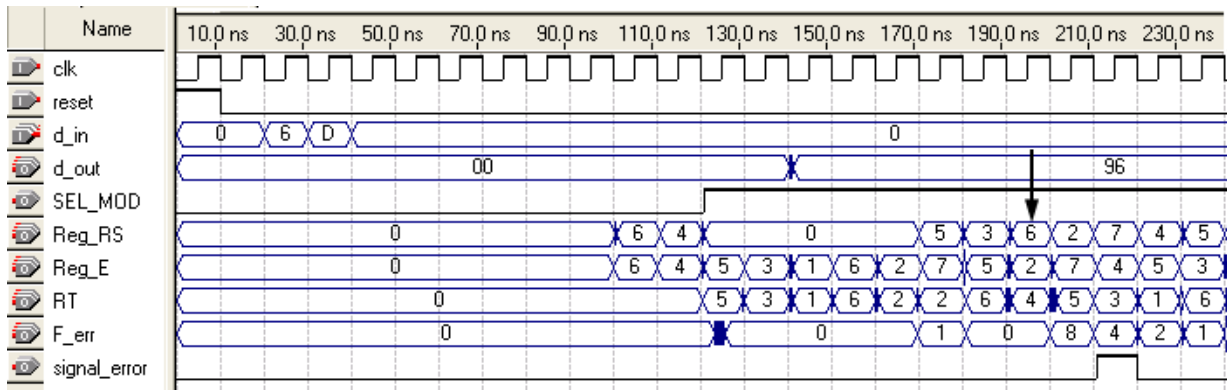 Name 10.0 ns 30.0 ns 50.0 ns 70.0 ns 90.0 ns 110.0 ns 130.0 ns 150.0 ns 170.0 ns 190.0 ns 210.0 ns 230.0 ns
clk
reset
d_in 0 6 D 0
d_out 00 96
SEL_MOD
Reg_RS 0 6 4 0 5 3 6 2 7 4 5
Reg_E 0 6 4 5 3 1 6 2 7 5 2 7 4 5 3
RT 0 5 3 1 6 2 2 6 4 5 3 1 6
F_err 0 0 1 0 8 4 2 1
signal_error